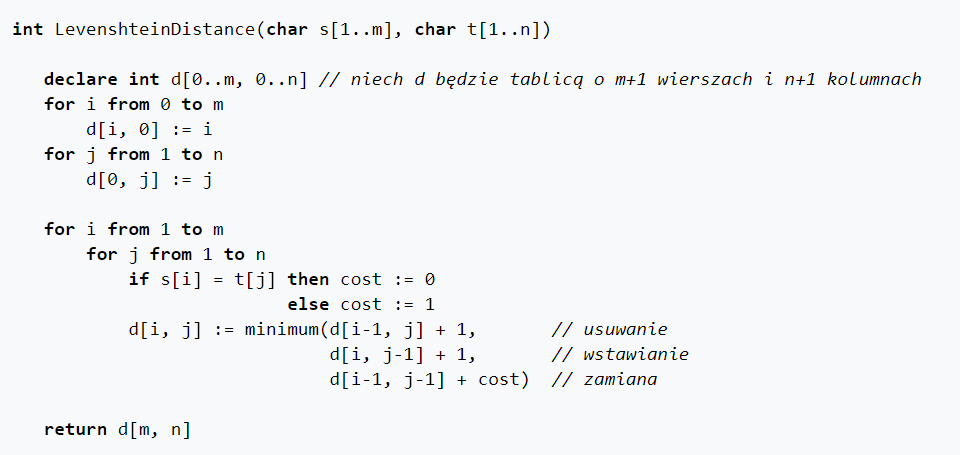 int LevenshteinDistance(char s[1..m], char t[1..n])
declare int d[0..m, 0..n] // niech d będzie tablicą o m+1 wierszach i n+1 kolumnach
for i from 0 to m
d[i, 0] := i
for j from 1 to n
d[0, j] := j
for i from 1 to m
for j from 1 to n
if s[i] = t[j] then cost := 0
else cost := 1
d[i, j] := minimum(d[i-1, j] + 1, // usuwanie
d[i, j-1] + 1, // wstawianie
d[i-1, j-1] + cost) // zamiana
return d[m, n]